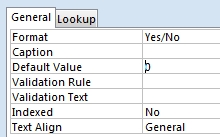 General Lookup
Format Yes/No
Caption
Default Value 0
Validation Rule
Validation Text
Indexed No
Text Align General